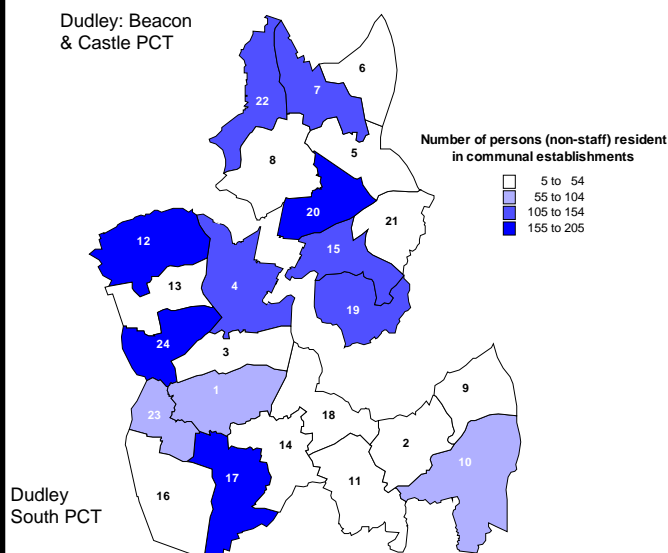 Dudley: Beacon
& Castle PCT
6
7
22
Number of persons (non-staff) resident
in communal establishments
5
8
5 to 54
55 to 104
105 to 154
155 to 205
20
21
12
15
13
4
19
24
3
1
9
23
18
14
2
10
17
11
16
Dudley
South PCT